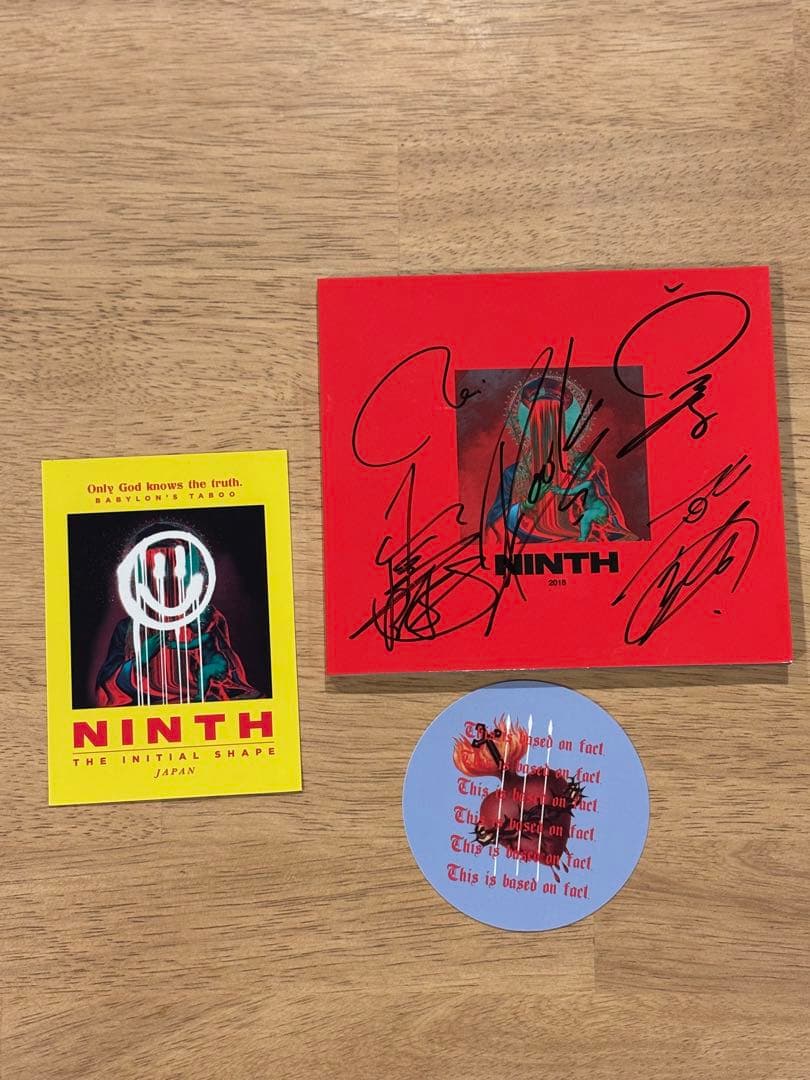 Only God knows the truth.
BABYLON'S TABOO
NINTH
THE INITIAL SHAPE
JAPAN
NINTH
2018
This is based on fact.
This is based on fact.
This is based on fact.
This is based on fact.
This is based on fact.
This is based on fact.